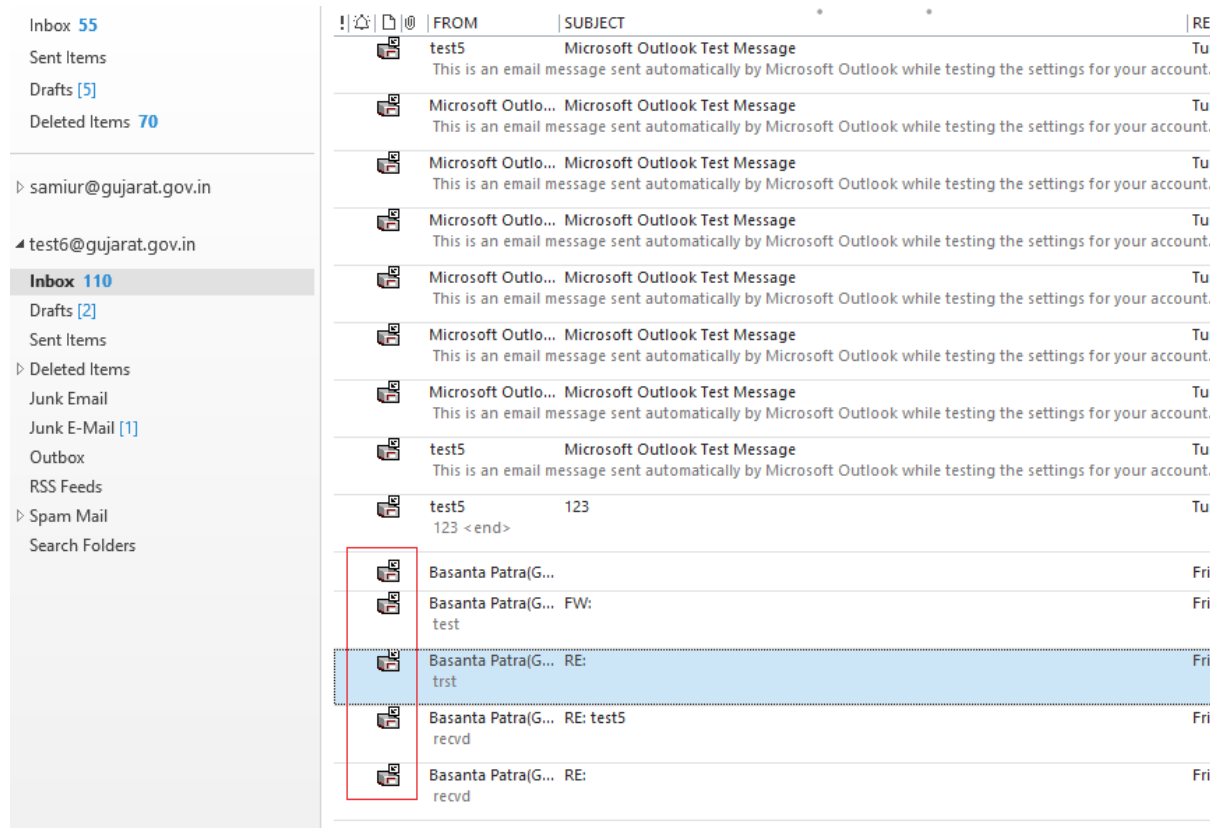 Inbox 55
Sent Items
Drafts [5]
Deleted Items 70
samiur@gujarat.gov.in
test6@gujarat.gov.in
Inbox 110
Drafts [2]
Sent Items
Deleted Items
Junk Email
Junk E-Mail [1]
Outbox
RSS Feeds
Spam Mail
Search Folders
! FROM SUBJECT RE
test5 Microsoft Outlook Test Message Tu
This is an email message sent automatically by Microsoft Outlook while testing the settings for your account.
Microsoft Outlo... Microsoft Outlook Test Message Tu
This is an email message sent automatically by Microsoft Outlook while testing the settings for your account.
Microsoft Outlo... Microsoft Outlook Test Message Tu
This is an email message sent automatically by Microsoft Outlook while testing the settings for your account.
Microsoft Outlo... Microsoft Outlook Test Message Tu
This is an email message sent automatically by Microsoft Outlook while testing the settings for your account.
Microsoft Outlo... Microsoft Outlook Test Message Tu
This is an email message sent automatically by Microsoft Outlook while testing the settings for your account.
Microsoft Outlo... Microsoft Outlook Test Message Tu
This is an email message sent automatically by Microsoft Outlook while testing the settings for your account.
Microsoft Outlo... Microsoft Outlook Test Message Tu
This is an email message sent automatically by Microsoft Outlook while testing the settings for your account.
test5 Microsoft Outlook Test Message Tu
This is an email message sent automatically by Microsoft Outlook while testing the settings for your account.
test5 123 Tu
123 <end>
Basanta Patra(G... Fri
Basanta Patra(G... FW: Fri
test
Basanta Patra(G... RE: Fri
trst
Basanta Patra(G... RE: test5 Fri
recvd
Basanta Patra(G... RE: Fri
recvd